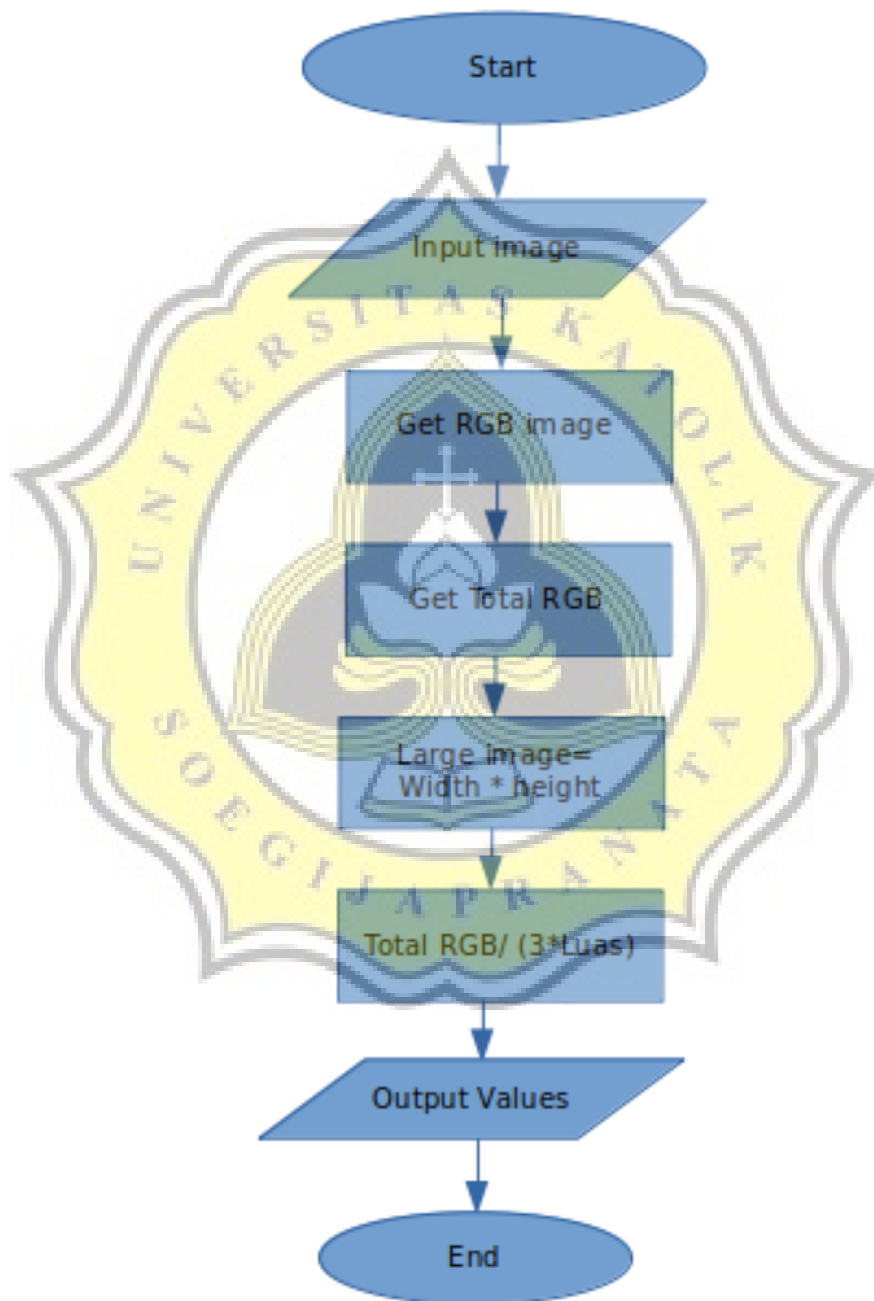 Start
Input image
UNIVERSITAS KATOLIK
Get RGB image
Get Total RGB
Large image=
Width * height
SOEGIJAPRANATA
Total RGB/ (3*Luas)
Output Values
End